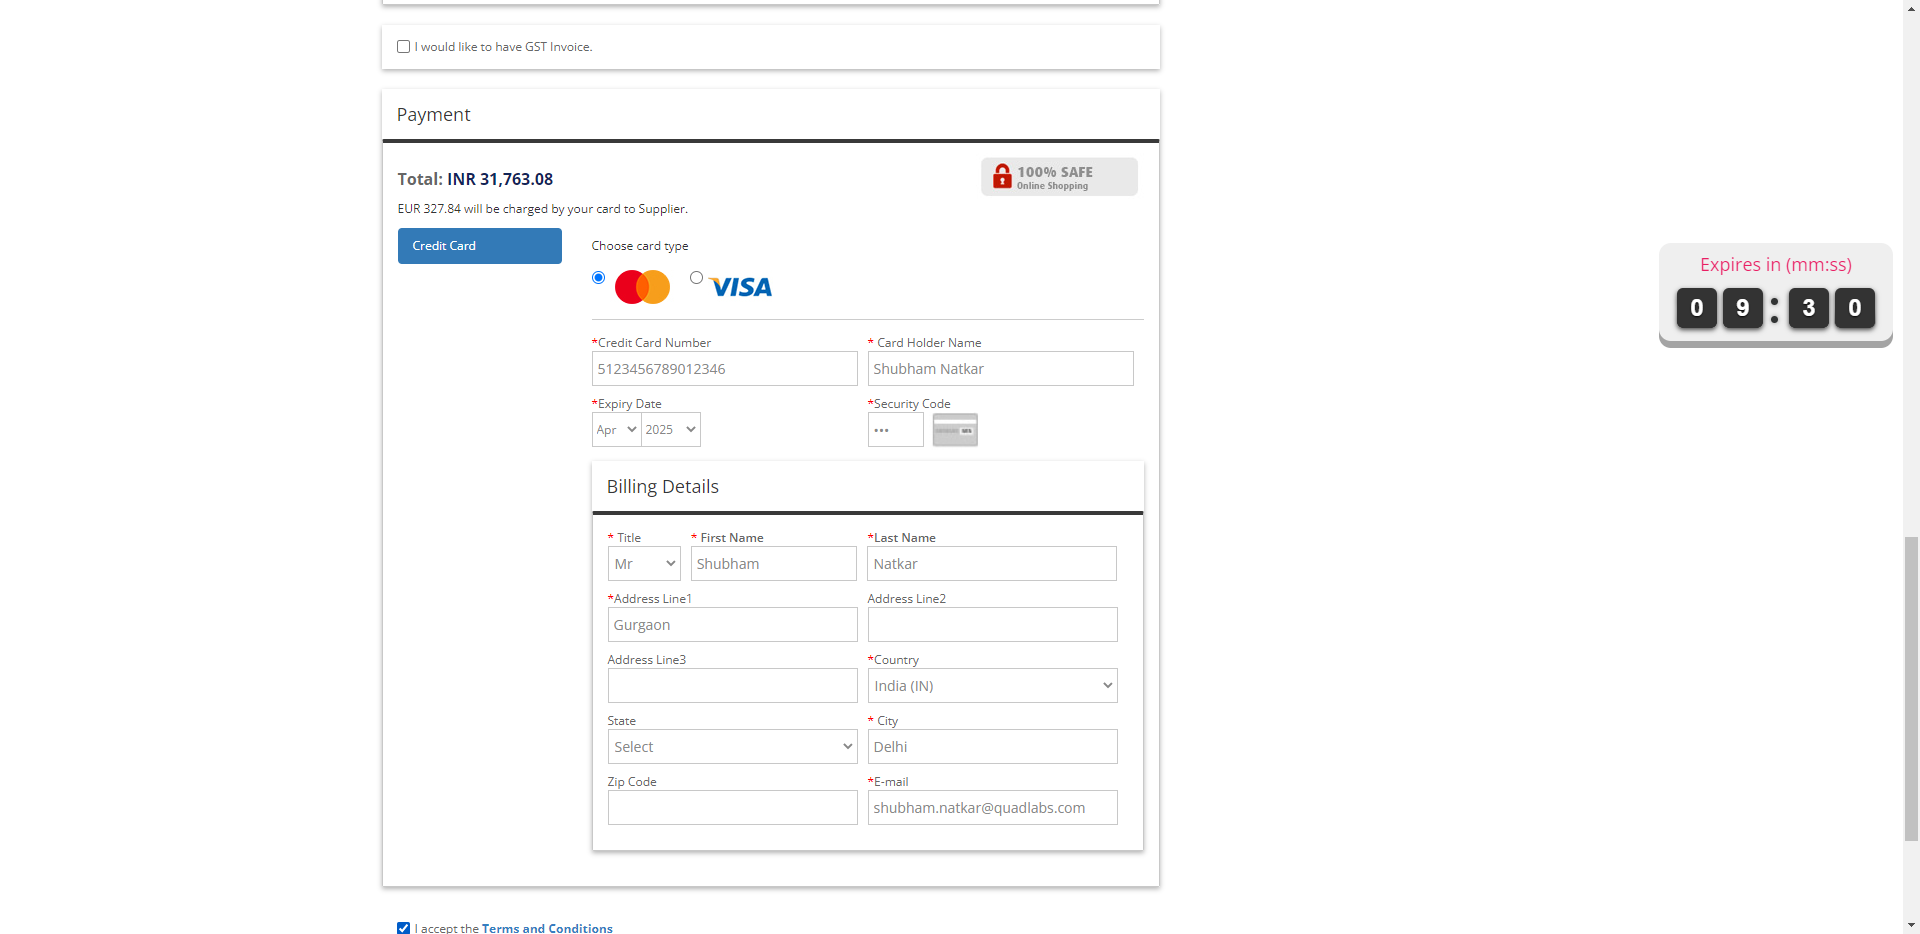 I would like to have GST Invoice.
Payment
Total: INR 31,763.08
100% SAFE
Online Shopping
EUR 327.84 will be charged by your card to Supplier.
Credit Card
Choose card type
VISA
Expires in (mm:ss)
09:30
*Credit Card Number
* Card Holder Name
5123456789012346
Shubham Natkar
*Expiry Date
*Security Code
Apr 2025
•••
Billing Details
* Title
* First Name
*Last Name
Mr
Shubham
Natkar
*Address Line1
Address Line2
Gurgaon
Address Line3
*Country
India (IN)
State
* City
Select
Delhi
Zip Code
*E-mail
shubham.natkar@quadlabs.com
I accept the Terms and Conditions